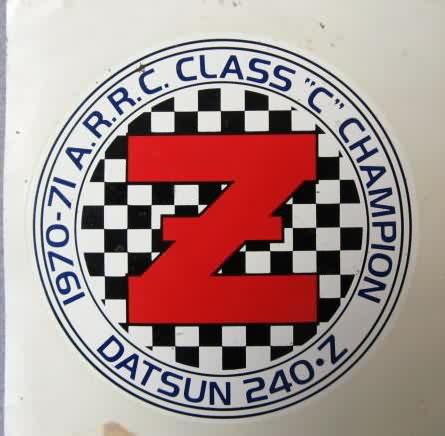 1970-71 A.R.R.C. CLASS "C" CHAMPION
Z
DATSUN 240•Z